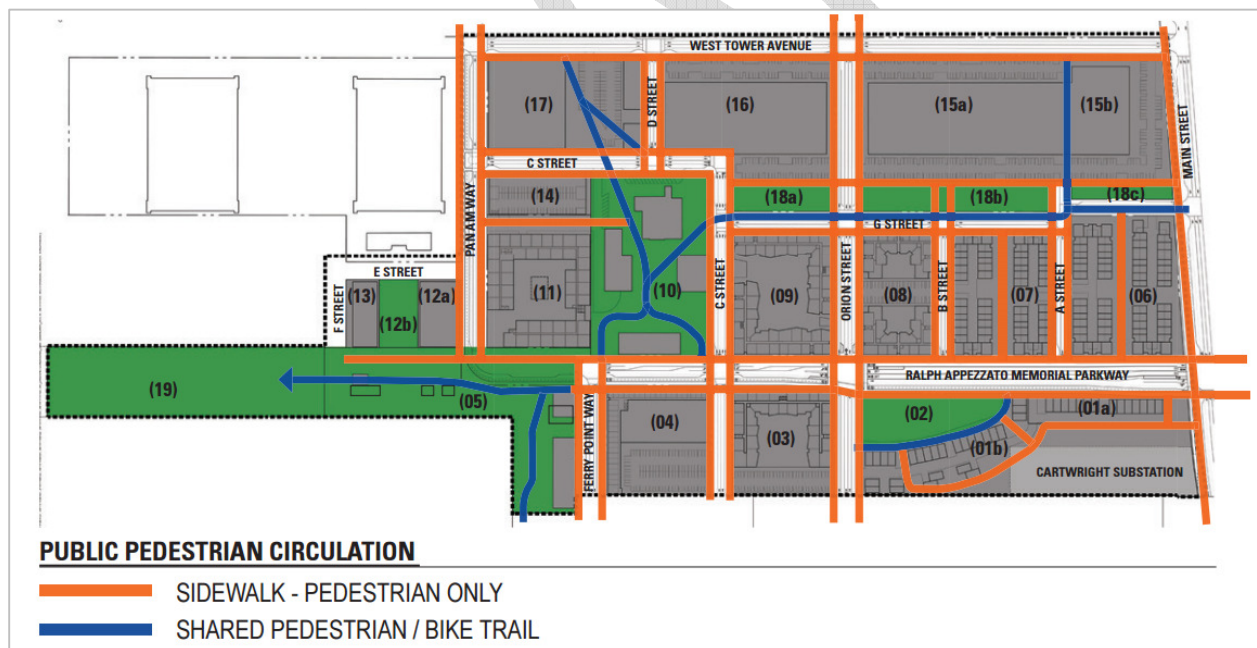 WEST TOWER AVENUE
(17)
D STREET
(16)
(15a)
(15b)
MAIN STREET
C STREET
(14)
(18a)
(18b)
(18c)
G STREET
PAN AM WAY
E STREET
F STREET
(13)
(12a)
(12b)
(11)
(10)
C STREET
(09)
ORION STREET
(08)
B STREET
(07)
A STREET
(06)
RALPH APPEZZATO MEMORIAL PARKWAY
(19)
(05)
FERRY POINT WAY
(04)
(03)
(02)
(01a)
(01b)
CARTWRIGHT SUBSTATION
PUBLIC PEDESTRIAN CIRCULATION
SIDEWALK - PEDESTRIAN ONLY
SHARED PEDESTRIAN / BIKE TRAIL